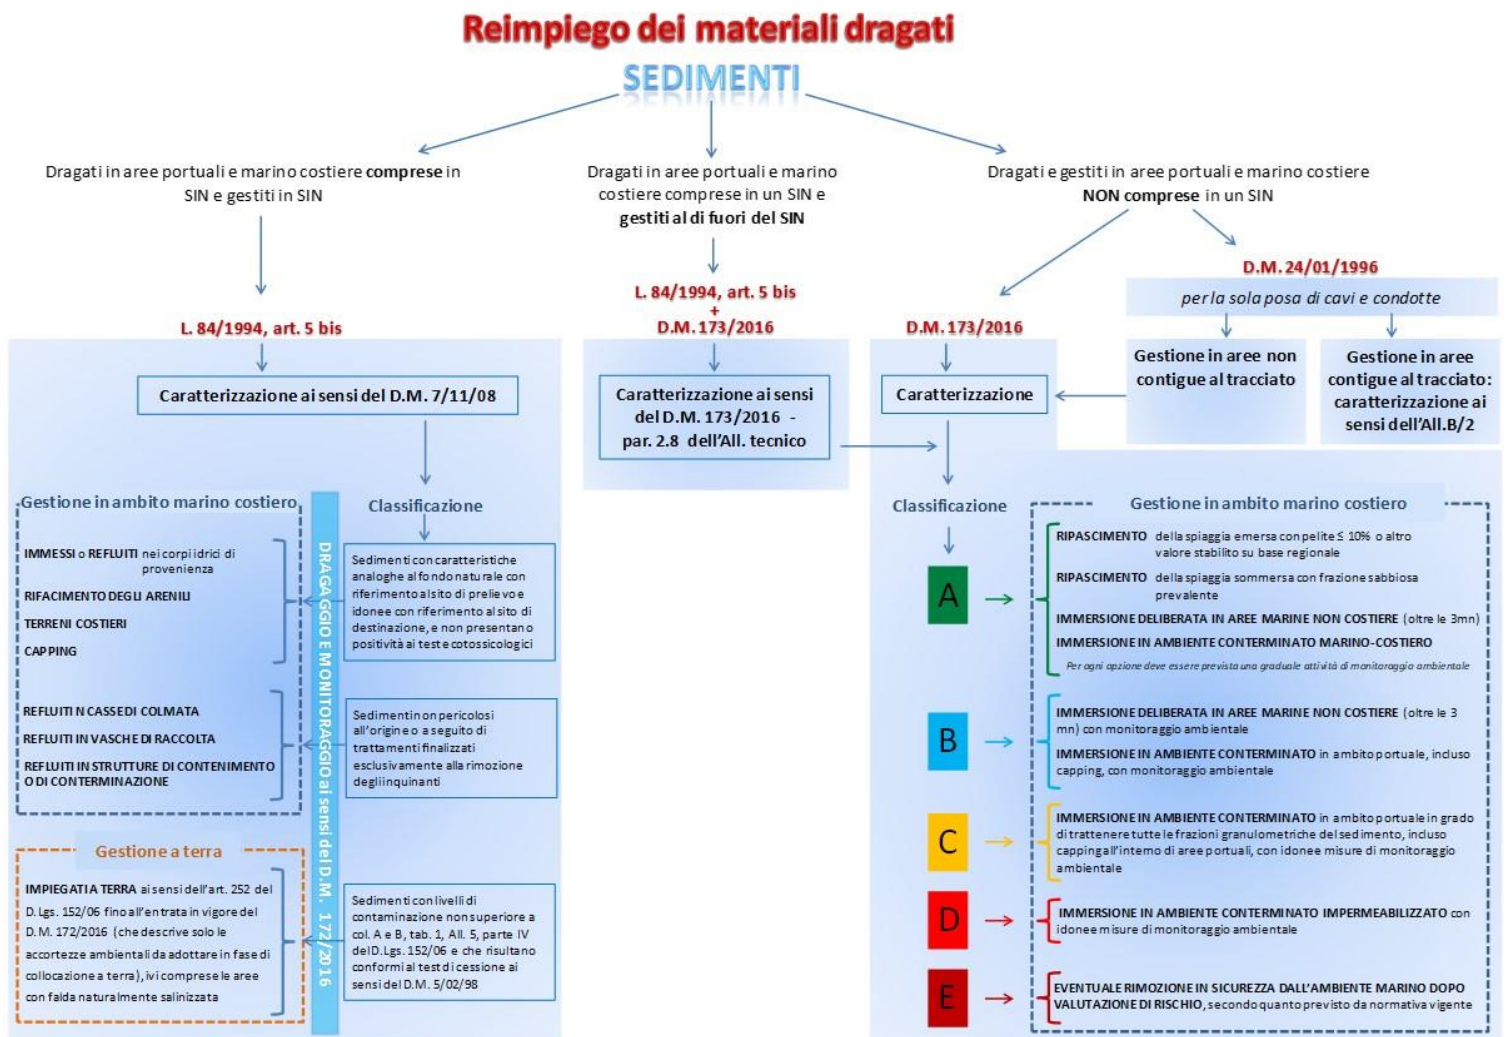 Reimpiego dei materiali dragati
SEDIMENTI
Dragati in aree portuali e marino costiere comprese in
SIN e gestiti in SIN
Dragati in aree portuali e marino
costiere comprese in un SIN e
gestiti al di fuori del SIN
Dragati e gestiti in aree portuali e marino costiere
NON comprese in un SIN
L. 84/1994, art. 5 bis
L. 84/1994, art. 5 bis
+
D.M. 173/2016
D.M. 173/2016
D.M. 24/01/1996
per la sola posa di cavi e condotte
Gestione in aree non
contigue al tracciato
Gestione in aree
contigue al tracciato:
caratterizzazione ai
sensi dell'All.B/2
Caratterizzazione ai sensi del D.M. 7/11/08
Caratterizzazione ai sensi
del D.M. 173/2016 -
par. 2.8 dell'All. tecnico
Caratterizzazione
Gestione in ambito marino costiero
IMMESSI o REFLUITI nei corpi idrici di
provenienza
RIFACIMENTO DEGLI ARENILI
TERRENI COSTIERI
CAPPING
REFLUITI N CASSE DI COLMATA
REFLUITI IN VASCHE DI RACCOLTA
REFLUITI IN STRUTTURE DI CONTENIMENTO
O DI CONTERMINAZIONE
Gestione a terra
IMPIEGATI A TERRA ai sensi dell'art. 252 del
D.Lgs. 152/06 fino all'entrata in vigore del
D.M. 172/2016 (che descrive solo le
accortezze ambientali da adottare in fase di
collocazione a terra), ivi comprese le aree
con falda naturalmente salinizzata
DRAGAGGIO E MONITORAGGIO ai sensi del D.M. 172/2016
Classificazione
Sedimenti con caratteristiche
analoghe al fondo naturale con
riferimento al sito di prelievo e
idonee con riferimento al sito di
destinazione, e non presentano
positività ai test ecotossicologici
Sedimenti non pericolosi
all'origine o a seguito di
trattamenti finalizzati
esclusivamente alla rimozione
degli inquinanti
Sedimenti con livelli di
contaminazione non superiore a
col. A e B, tab. 1, All. 5, parte IV
del D.Lgs. 152/06 e che risultano
conformi al test di cessione ai
sensi del D.M. 5/02/98
Classificazione
Gestione in ambito marino costiero
A
RIPASCIMENTO della spiaggia emersa con pelite ≤ 10% o altro
valore stabilito su base regionale
RIPASCIMENTO della spiaggia sommersa con frazione sabbiosa
prevalente
IMMERSIONE DELIBERATA IN AREE MARINE NON COSTIERE (oltre le 3mn)
IMMERSIONE IN AMBIENTE CONTERMINATO MARINO-COSTIERO
Per ogni opzione deve essere prevista una graduale attività di monitoraggio ambientale
B
IMMERSIONE DELIBERATA IN AREE MARINE NON COSTIERE (oltre le 3
mn) con monitoraggio ambientale
IMMERSIONE IN AMBIENTE CONTERMINATO in ambito portuale, incluso
capping, con monitoraggio ambientale
C
IMMERSIONE IN AMBIENTE CONTERMINATO in ambito portuale in grado
di trattenere tutte le frazioni granulometriche del sedimento, incluso
capping all'interno di aree portuali, con idonee misure di monitoraggio
ambientale
D
IMMERSIONE IN AMBIENTE CONTERMINATO IMPERMEABILIZZATO con
idonee misure di monitoraggio ambientale
E
EVENTUALE RIMOZIONE IN SICUREZZA DALL'AMBIENTE MARINO DOPO
VALUTAZIONE DI RISCHIO, secondo quanto previsto da normativa vigente